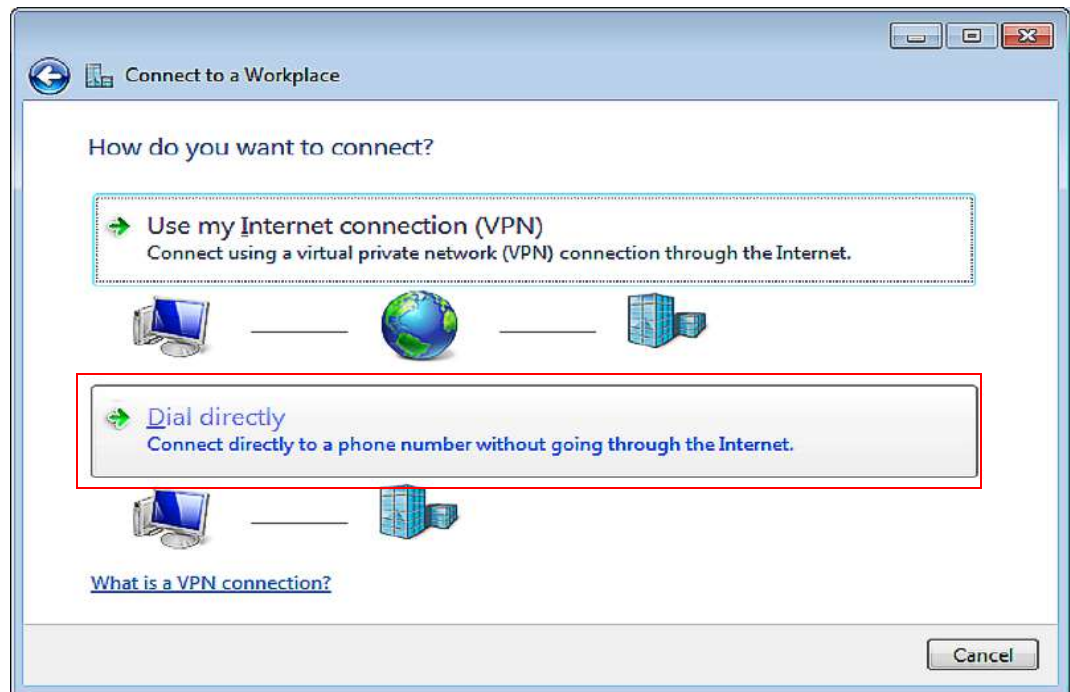 Connect to a Workplace
How do you want to connect?
Use my Internet connection (VPN)
Connect using a virtual private network (VPN) connection through the Internet.
Dial directly
Connect directly to a phone number without going through the Internet.
What is a VPN connection?
Cancel